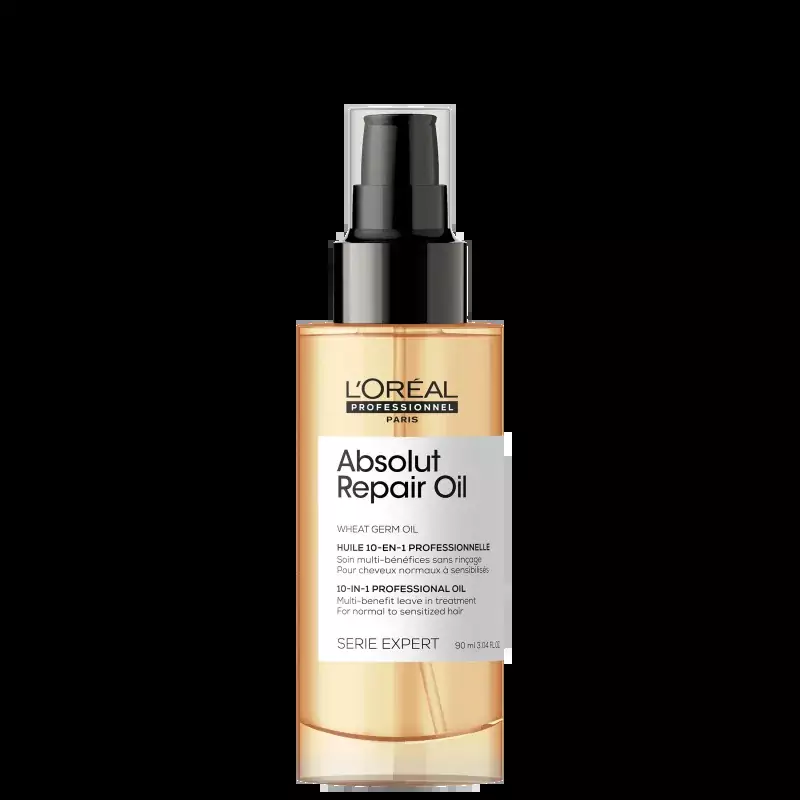 L'ORÉAL
PROFESSIONNEL
PARIS
Absolut
Repair Oil
WHEAT GERM OIL
HUILE 10-EN-1 PROFESSIONNELLE
Soin multi-bénéfices sans rinçage
Pour cheveux normaux à sensibilisés
10-IN-1 PROFESSIONAL OIL
Multi-benefit leave in treatment
For normal to sensitized hair
SERIE EXPERT 90 ml 3.04 FL.OZ